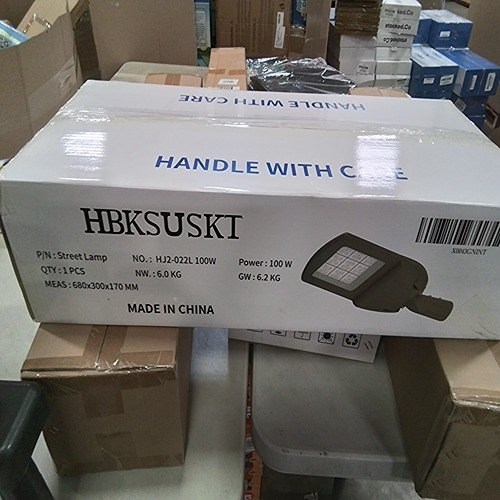 HANDLE WITH CARE
HANDLE WITH
HBKSUSKT
P/N : Street Lamp
NO. : HJ2-022L 100W
Power : 100 W
QTY : 1 PCS
NW. : 6.0 KG
GW : 6.2 KG
MEAS : 680x300x170 MM
MADE IN CHINA